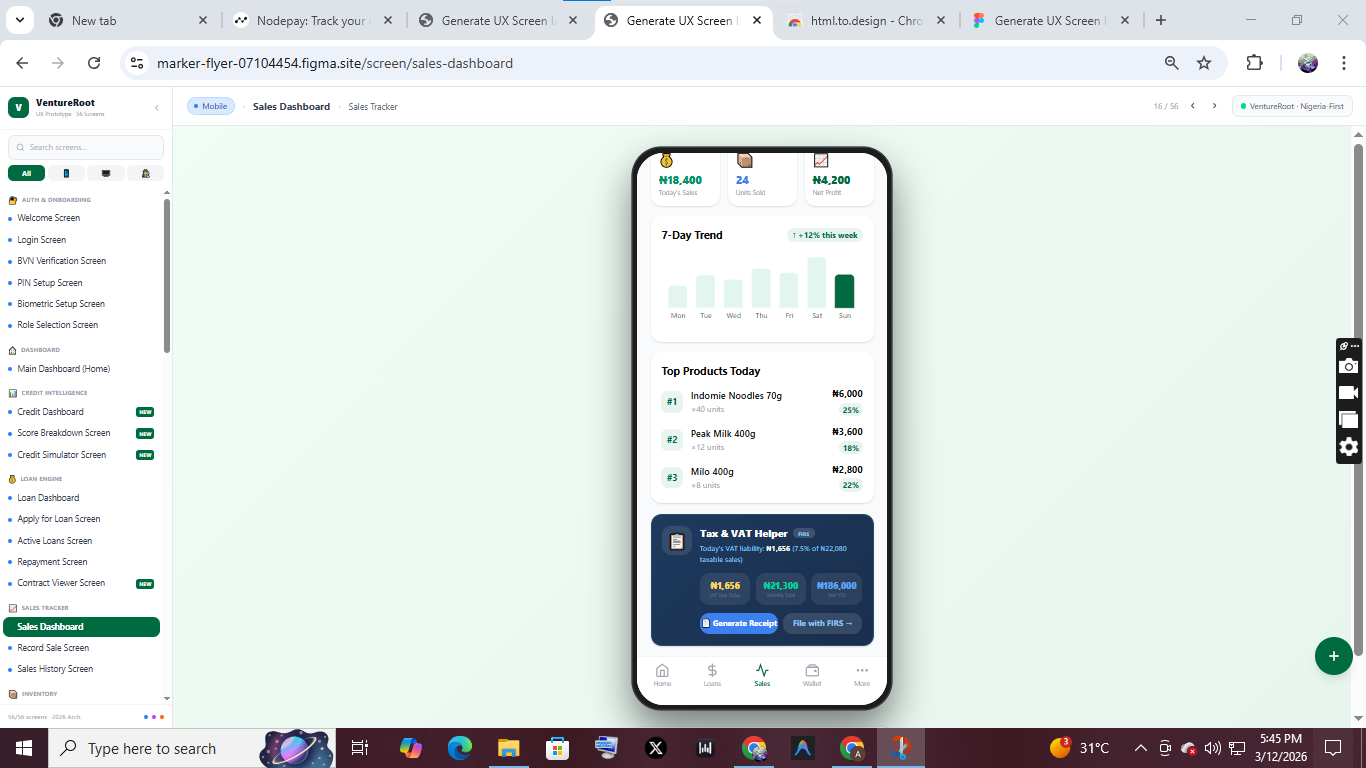 New tab
Nodepay: Track your
Generate UX Screen
Generate UX Screen
html.to.design - Chro
Generate UX Screen
marker-flyer-07104454.figma.site/screen/sales-dashboard
V
VentureRoot
UX Prototype · 56 Screens
Search screens...
All
AUTH & ONBOARDING
Welcome Screen
Login Screen
BVN Verification Screen
PIN Setup Screen
Biometric Setup Screen
Role Selection Screen
DASHBOARD
Main Dashboard (Home)
CREDIT INTELLIGENCE
Credit Dashboard NEW
Score Breakdown Screen NEW
Credit Simulator Screen NEW
LOAN ENGINE
Loan Dashboard
Apply for Loan Screen
Active Loans Screen
Repayment Screen
Contract Viewer Screen NEW
SALES TRACKER
Sales Dashboard
Record Sale Screen
Sales History Screen
INVENTORY
56/56 screens · 2026 Arch.
Mobile · Sales Dashboard · Sales Tracker
16 / 56
VentureRoot · Nigeria-First
₦18,400 24 ₦4,200
Today's Sales Units Sold Net Profit
7-Day Trend ↑ +12% this week
Mon Tue Wed Thu Fri Sat Sun
Top Products Today
#1 Indomie Noodles 70g ₦6,000
×40 units 25%
#2 Peak Milk 400g ₦3,600
×12 units 18%
#3 Milo 400g ₦2,800
×8 units 22%
Tax & VAT Helper FIRS
Today's VAT liability: ₦1,656 (7.5% of ₦22,080
taxable sales)
₦1,656 ₦21,300 ₦186,000
VAT Due Today Monthly Total
Generate Receipt File with FIRS →
Home Loans Sales Wallet More
+
Type here to search
A
3
31°C
5:45 PM
3/12/2026